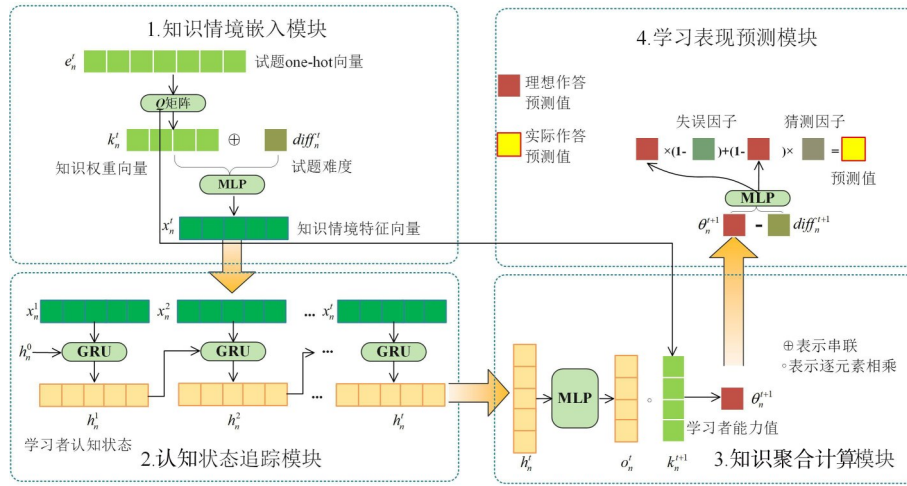 1.知识情境嵌入模块
e_n^t 试题one-hot向量
Q矩阵
k_n^t ⊕ diff_n^t
知识权重向量 试题难度
MLP
x_n^t 知识情境特征向量
4.学习表现预测模块
理想作答
预测值
实际作答
预测值
失误因子 猜测因子
×(1- )+(1- )× =
预测值
MLP
θ_n^{t+1} - diff_n^{t+1}
x_n^1 x_n^2 ... x_n^t
h_n^0 GRU GRU ... GRU
...
h_n^1 h_n^2 h_n^t
学习者认知状态
2.认知状态追踪模块
⊕表示串联
∘表示逐元素相乘
MLP ∘ θ_n^{t+1}
学习者能力值
h_n^t o_n^t k_n^{t+1}
3.知识聚合计算模块